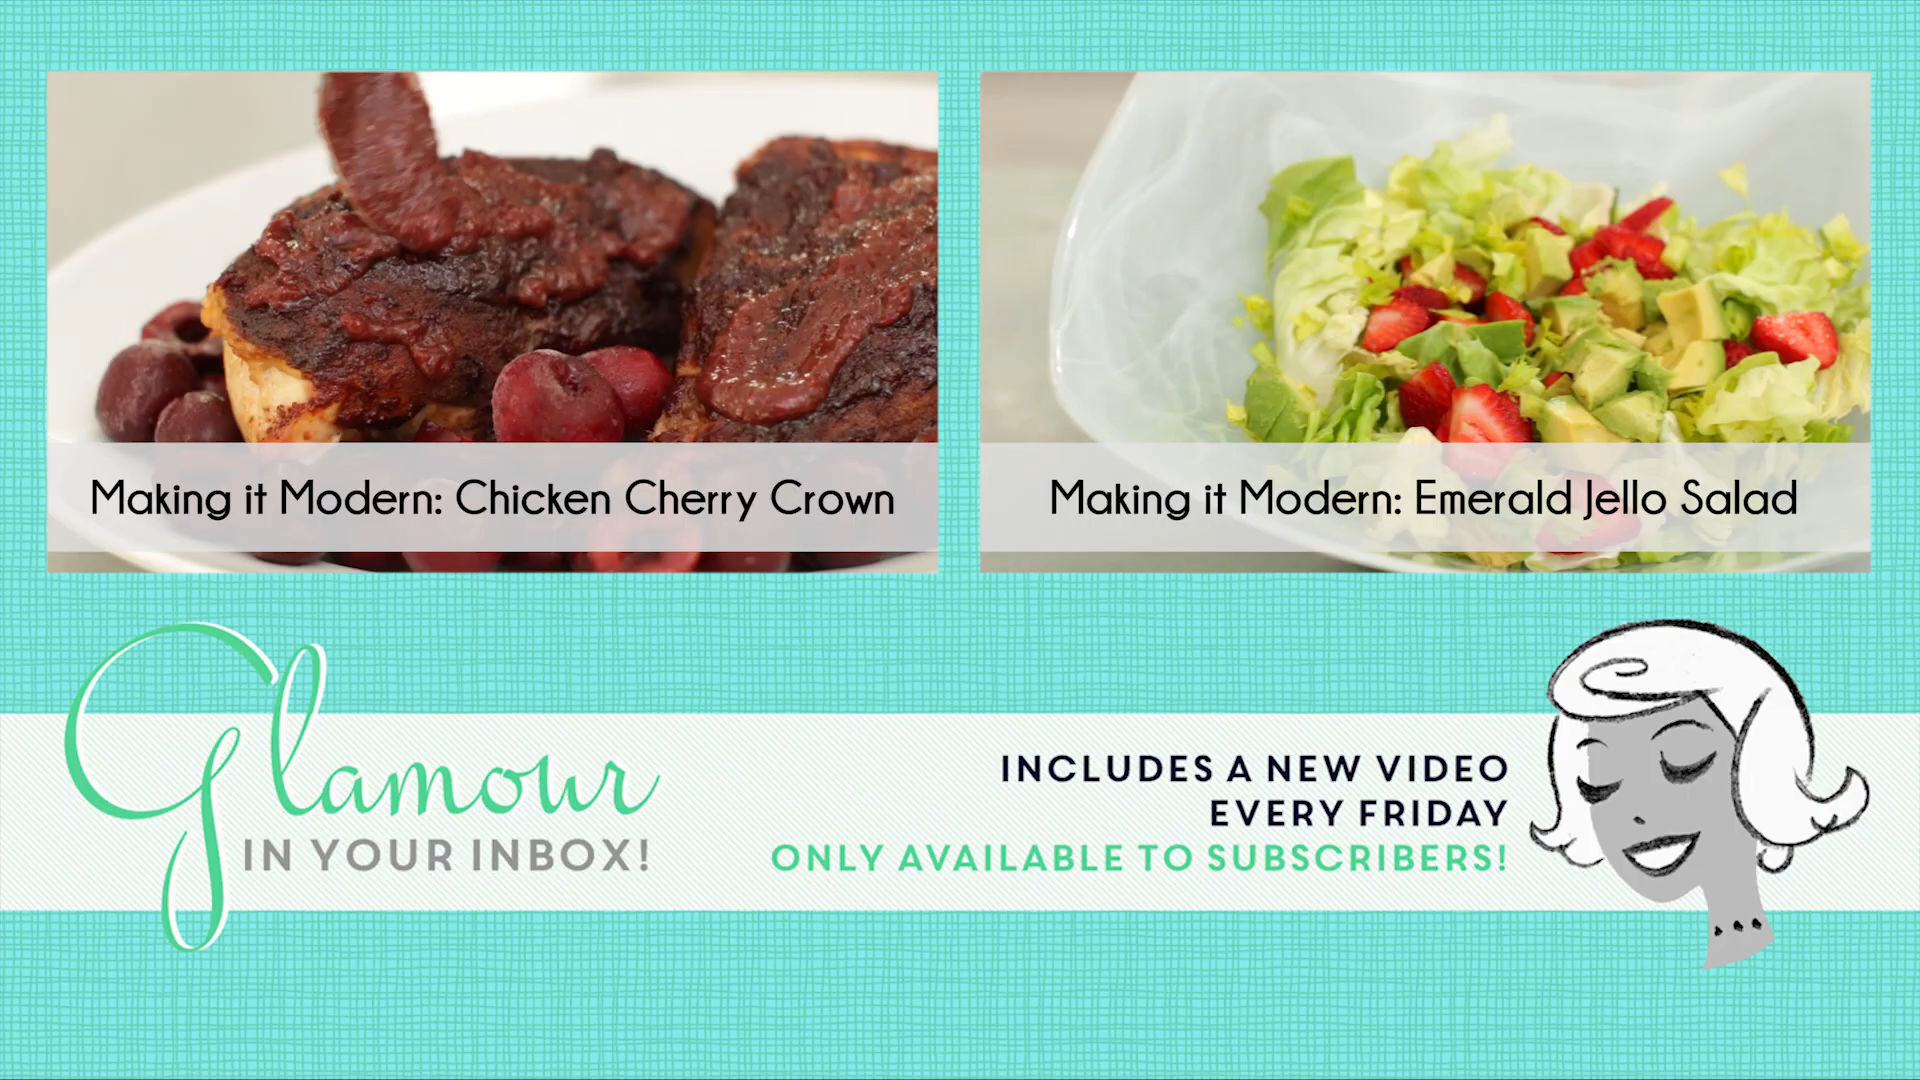 Making it Modern: Chicken Cherry Crown
Making it Modern: Emerald Jello Salad
Glamour
IN YOUR INBOX!
INCLUDES A NEW VIDEO
EVERY FRIDAY
ONLY AVAILABLE TO SUBSCRIBERS!